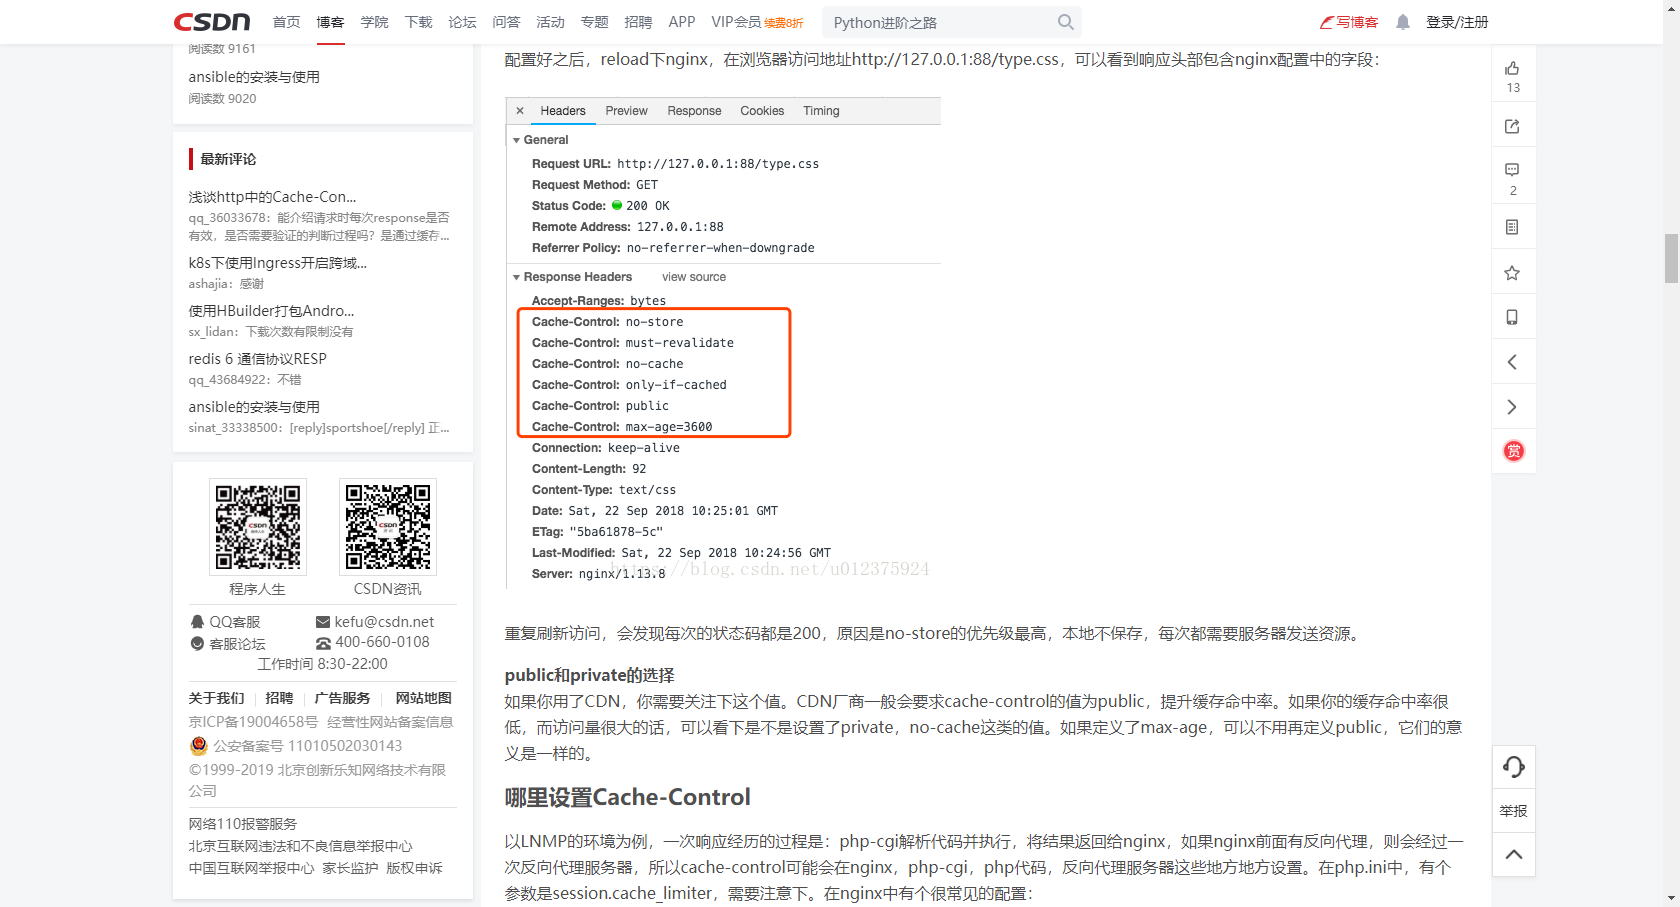 CSDN 首页 博客 学院 下载 论坛 问答 活动 专题 招聘 APP VIP会员 续费8折 Python进阶之路 写博客 登录/注册
阅读数 9161
ansible的安装与使用
阅读数 9020
最新评论
浅谈http中的Cache-Con...
qq_36033678：能介绍请求时每次response是否
有效，是否需要验证的判断过程吗？是通过缓存...
k8s下使用Ingress开启跨域...
ashajia：感谢
使用HBuilder打包Andro...
sx_lidan：下载次数有限制没有
redis 6 通信协议RESP
qq_43684922：不错
ansible的安装与使用
sinat_33338500：[reply]sportshoe[/reply] 正...
程序人生 CSDN资讯
QQ客服 kefu@csdn.net
客服论坛 400-660-0108
工作时间 8:30-22:00
关于我们 招聘 广告服务 网站地图
京ICP备19004658号 经营性网站备案信息
公安备案号 11010502030143
©1999-2019 北京创新乐知网络技术有限
公司
网络110报警服务
北京互联网违法和不良信息举报中心
中国互联网举报中心 家长监护 版权申诉
配置好之后，reload下nginx，在浏览器访问地址http://127.0.0.1:88/type.css，可以看到响应头部包含nginx配置中的字段：
× Headers Preview Response Cookies Timing
General
Request URL: http://127.0.0.1:88/type.css
Request Method: GET
Status Code: 200 OK
Remote Address: 127.0.0.1:88
Referrer Policy: no-referrer-when-downgrade
Response Headers view source
Accept-Ranges: bytes
Cache-Control: no-store
Cache-Control: must-revalidate
Cache-Control: no-cache
Cache-Control: only-if-cached
Cache-Control: public
Cache-Control: max-age=3600
Connection: keep-alive
Content-Length: 92
Content-Type: text/css
Date: Sat, 22 Sep 2018 10:25:01 GMT
ETag: "5ba61878-5c"
Last-Modified: Sat, 22 Sep 2018 10:24:56 GMT
https://blog.csdn.net/u012375924
Server: nginx/1.13.8
重复刷新访问，会发现每次的状态码都是200，原因是no-store的优先级最高，本地不保存，每次都需要服务器发送资源。
public和private的选择
如果你用了CDN，你需要关注下这个值。CDN厂商一般会要求cache-control的值为public，提升缓存命中率。如果你的缓存命中率很
低，而访问量很大的话，可以看下是不是设置了private，no-cache这类的值。如果定义了max-age，可以不用再定义public，它们的意
义是一样的。
哪里设置Cache-Control
以LNMP的环境为例，一次响应经历的过程是：php-cgi解析代码并执行，将结果返回给nginx，如果nginx前面有反向代理，则会经过一
次反向代理服务器，所以cache-control可能会在nginx，php-cgi，php代码，反向代理服务器这些地方地方设置。在php.ini中，有个
参数是session.cache_limiter，需要注意下。在nginx中有个很常见的配置：
13
2
赏
举报